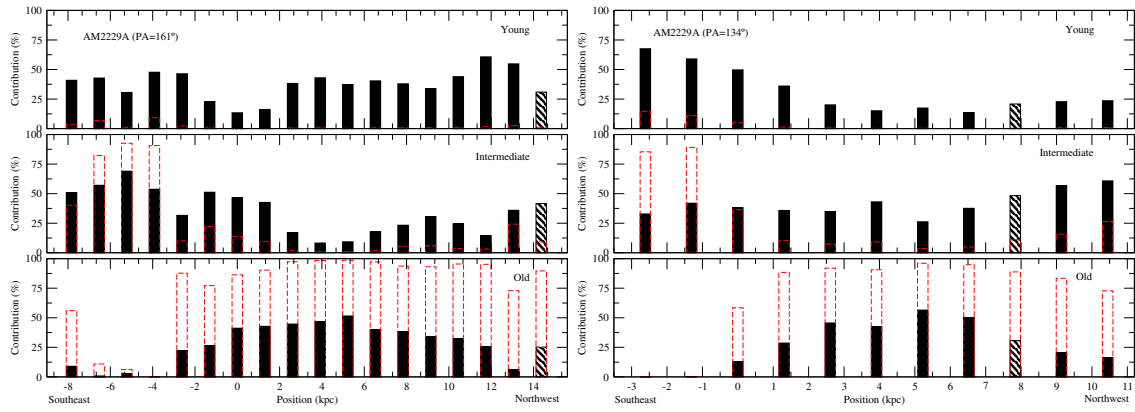 AM2229A (PA=161º)
Young
Contribution (%)
100
75
50
25
0
Intermediate
Contribution (%)
100
75
50
25
0
Old
Contribution (%)
100
75
50
25
0
-8 -6 -4 -2 0 2 4 6 8 10 12 14
Southeast Position (kpc) Northwest
AM2229A (PA=134º)
Young
Contribution (%)
100
75
50
25
0
Intermediate
Contribution (%)
100
75
50
25
0
Old
Contribution (%)
100
75
50
25
0
-3 -2 -1 0 1 2 3 4 5 6 7 8 9 10 11
Southeast Position (kpc) Northwest